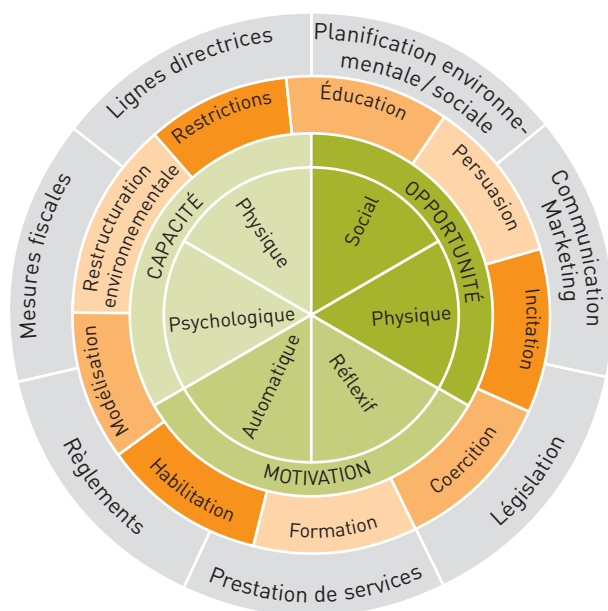 Lignes directrices
Planification environne-
mentale / sociale
Communication
Marketing
Législation
Prestation de services
Règlements
Mesures fiscales
Restrictions
Éducation
Persuasion
Incitation
Coercition
Formation
Habilitation
Modélisation
Restructuration
environnementale
CAPACITÉ
OPPORTUNITÉ
MOTIVATION
Physique
Social
Physique
Réflexif
Automatique
Psychologique